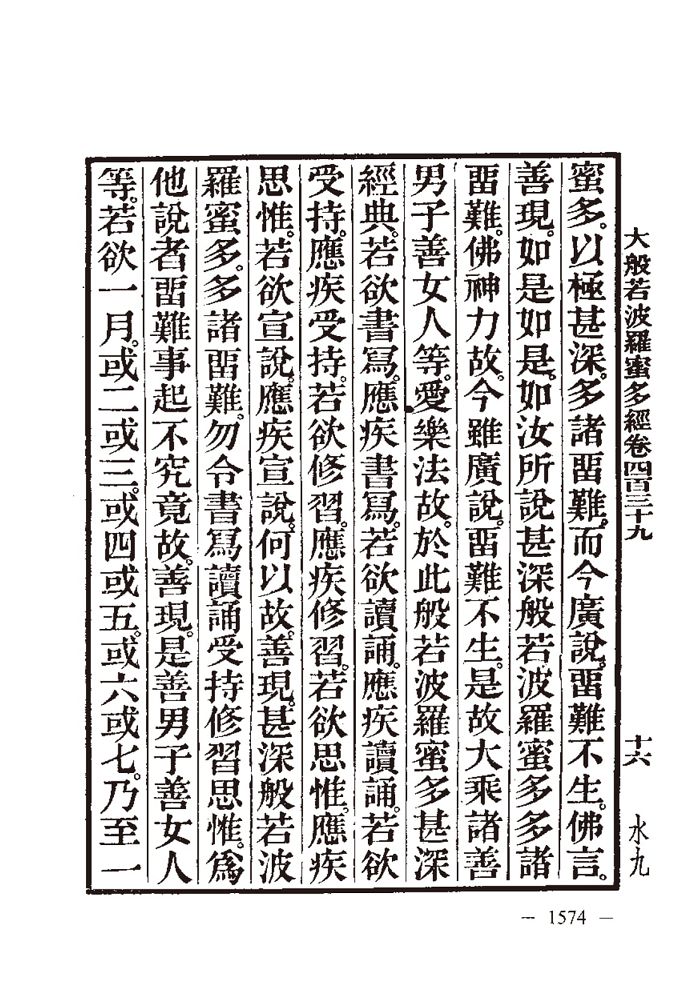 大般若波羅蜜多經卷四百三十九　十六　水九
蜜多。以極甚深。多諸畱難。而今廣說。畱難不生。佛言。
善現。如是如是。如汝所說甚深般若波羅蜜多多諸
畱難。佛神力故。今雖廣說。畱難不生。是故大乘諸善
男子善女人等。愛樂法故。於此般若波羅蜜多甚深
經典。若欲書寫。應疾書寫。若欲讀誦。應疾讀誦。若欲
受持。應疾受持。若欲修習。應疾修習。若欲思惟。應疾
思惟。若欲宣說。應疾宣說。何以故。善現。甚深般若波
羅蜜多。多諸畱難。勿令書寫讀誦受持修習思惟。爲
他說者畱難事起不究竟故。善現。是善男子善女人
等。若欲一月。或二或三。或四或五。或六或七。乃至一
— 1574 —